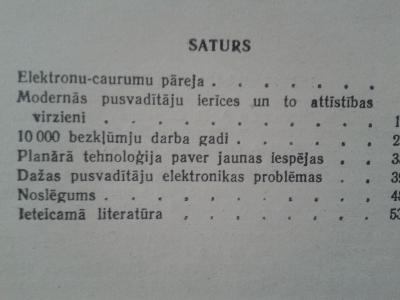 SATURS
Elektronu-caurumu pāreja . . . . . . .
Modernās pusvadītāju ierīces un to attīstības
virzieni . . . . . . . . . .
10 000 bezkļūmju darba gadi . . . . .
Planārā tehnoloģija paver jaunas iespējas . .
Dažas pusvadītāju elektronikas problēmas . .
Noslēgums . . . . . . . . . .
Ieteicamā literatūra . . . . . . . 53